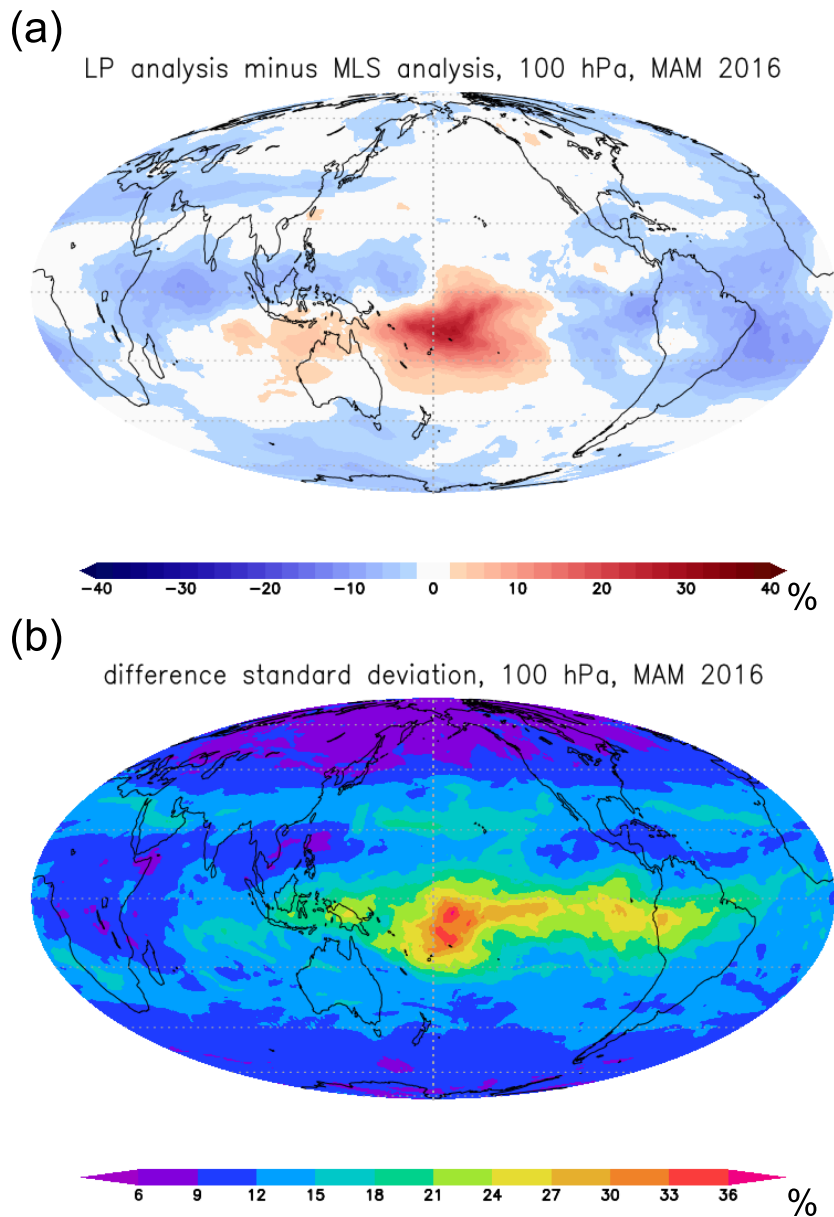 (a)
LP analysis minus MLS analysis, 100 hPa, MAM 2016
-40 -30 -20 -10 0 10 20 30 40 %
(b)
difference standard deviation, 100 hPa, MAM 2016
6 9 12 15 18 21 24 27 30 33 36 %